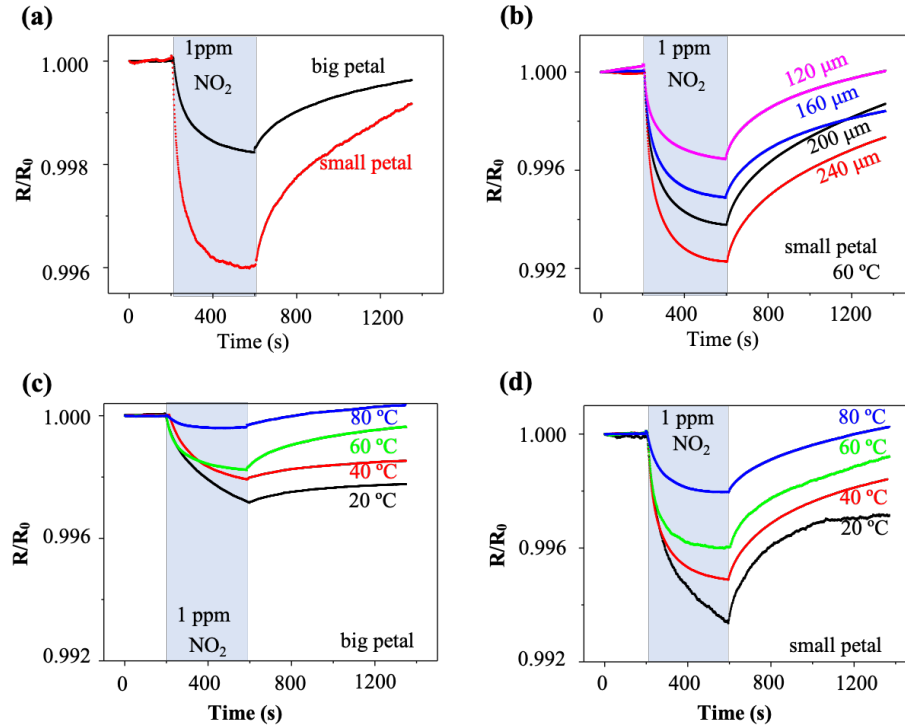 (a)
1ppm
NO₂
big petal
small petal
R/R₀
1.000
0.998
0.996
0
400
800
1200
Time (s)
(b)
1 ppm
NO₂
120 μm
160 μm
200 μm
240 μm
small petal
60 ºC
R/R₀
1.000
0.996
0.992
0
400
800
1200
Time (s)
(c)
80 ºC
60 ºC
40 ºC
20 ºC
1 ppm
NO₂
big petal
R/R₀
1.000
0.996
0.992
0
400
800
1200
Time (s)
(d)
1 ppm
NO₂
80 ºC
60 ºC
40 ºC
20 ºC
small petal
R/R₀
1.000
0.996
0.992
0
400
800
1200
Time (s)